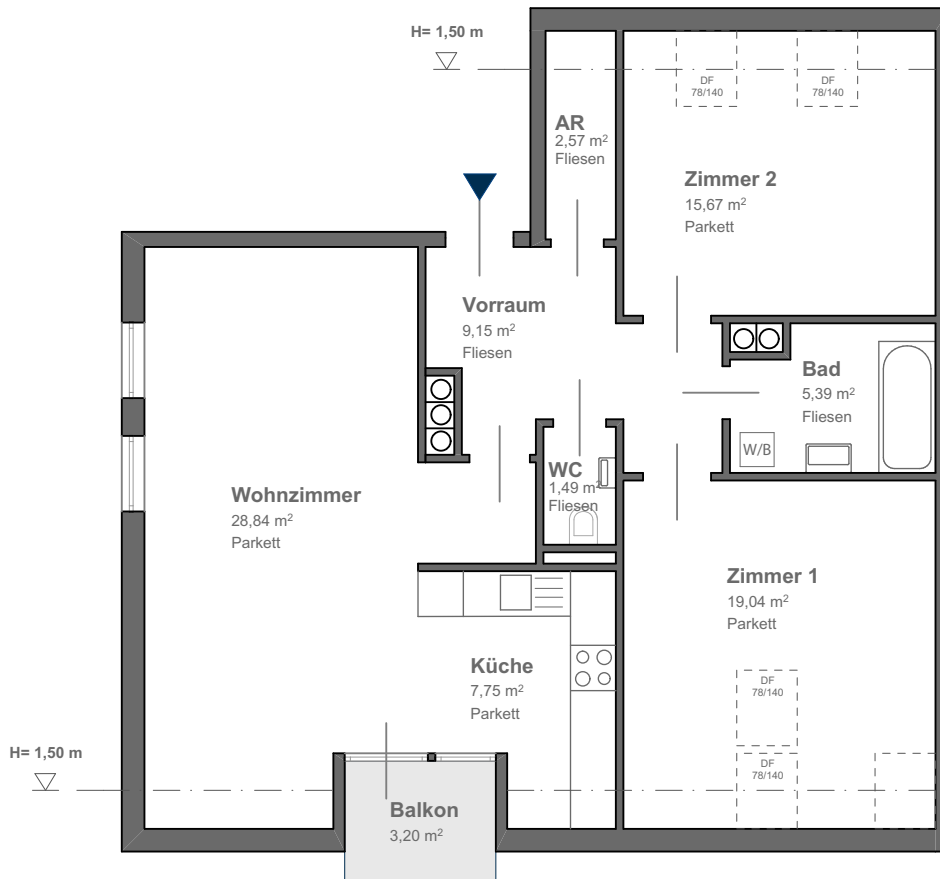 H= 1,50 m
DF
78/140
DF
78/140
AR
2,57 m²
Fliesen
Zimmer 2
15,67 m²
Parkett
Vorraum
9,15 m²
Fliesen
Bad
5,39 m²
Fliesen
W/B
WC
1,49 m²
Fliesen
Wohnzimmer
28,84 m²
Parkett
Zimmer 1
19,04 m²
Parkett
Küche
7,75 m²
Parkett
DF
78/140
H= 1,50 m
DF
78/140
Balkon
3,20 m²